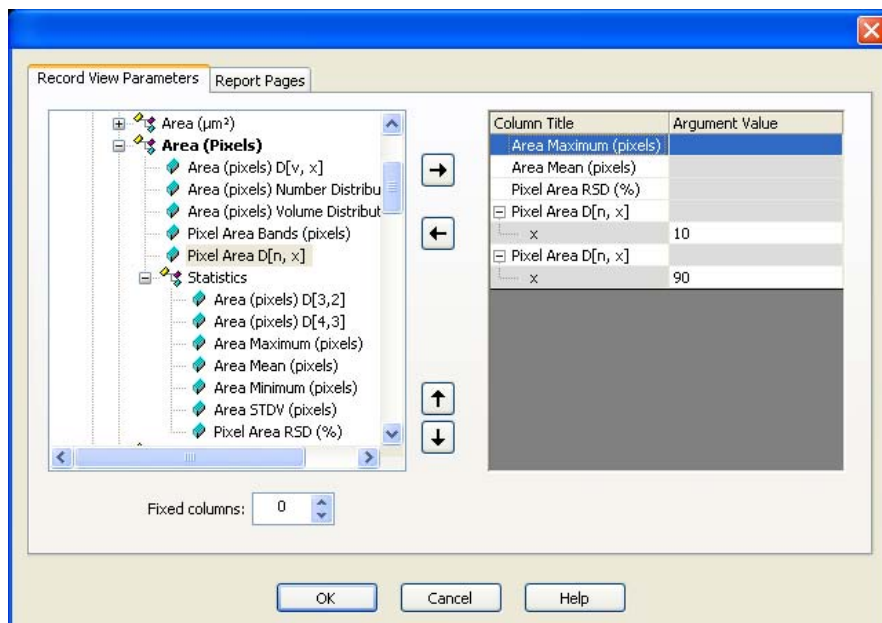 Record View Parameters
Report Pages
Area (µm²)
Area (Pixels)
Area (pixels) D[v, x]
Area (pixels) Number Distribu
Area (pixels) Volume Distribut
Pixel Area Bands (pixels)
Pixel Area D[n, x]
Statistics
Area (pixels) D[3,2]
Area (pixels) D[4,3]
Area Maximum (pixels)
Area Mean (pixels)
Area Minimum (pixels)
Area STDV (pixels)
Pixel Area RSD (%)
Column Title Argument Value
Area Maximum (pixels)
Area Mean (pixels)
Pixel Area RSD (%)
Pixel Area D[n, x]
x 10
Pixel Area D[n, x]
x 90
Fixed columns: 0
OK Cancel Help